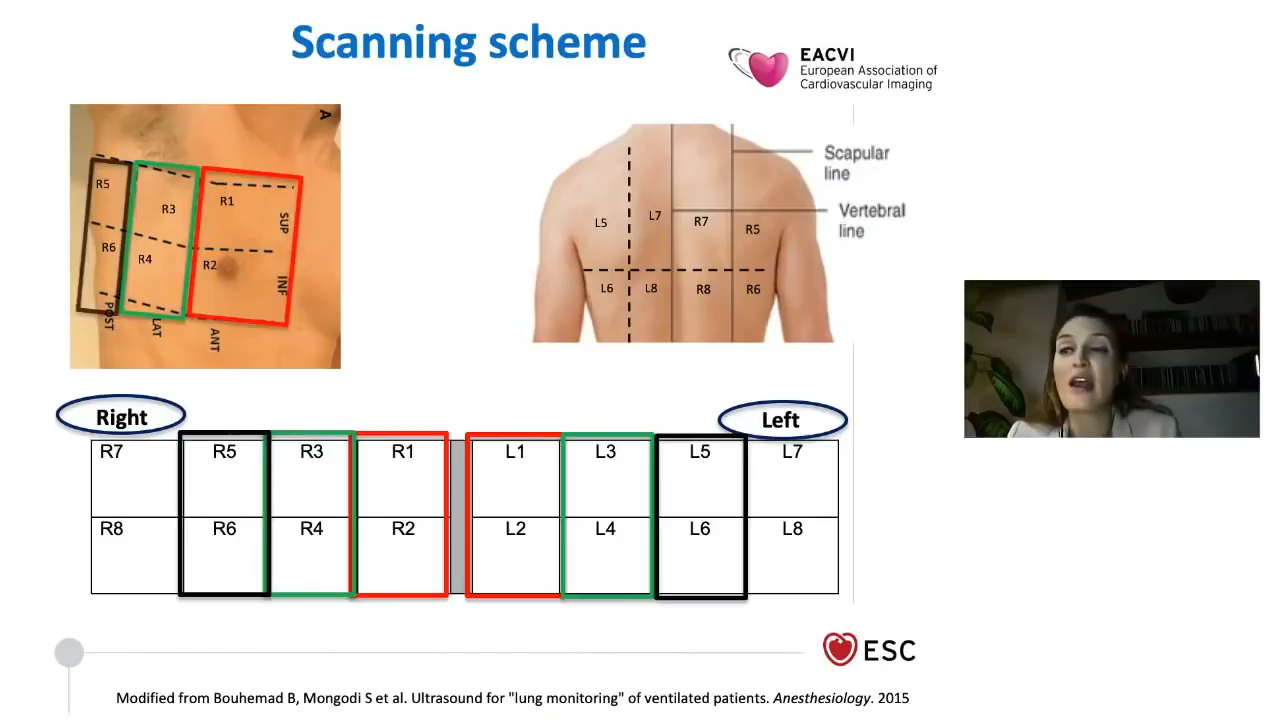 Scanning scheme
EACVI
European Association of
Cardiovascular Imaging
A
R5
R3
R1
SUP
R6
R4
R2
INF
POST
LAT
ANT
Scapular
line
Vertebral
line
L5
L7
R7
R5
L6
L8
R8
R6
Right
Left
R7 R5 R3 R1 L1 L3 L5 L7
R8 R6 R4 R2 L2 L4 L6 L8
ESC
Modified from Bouhemad B, Mongodi S et al. Ultrasound for "lung monitoring" of ventilated patients. Anesthesiology. 2015